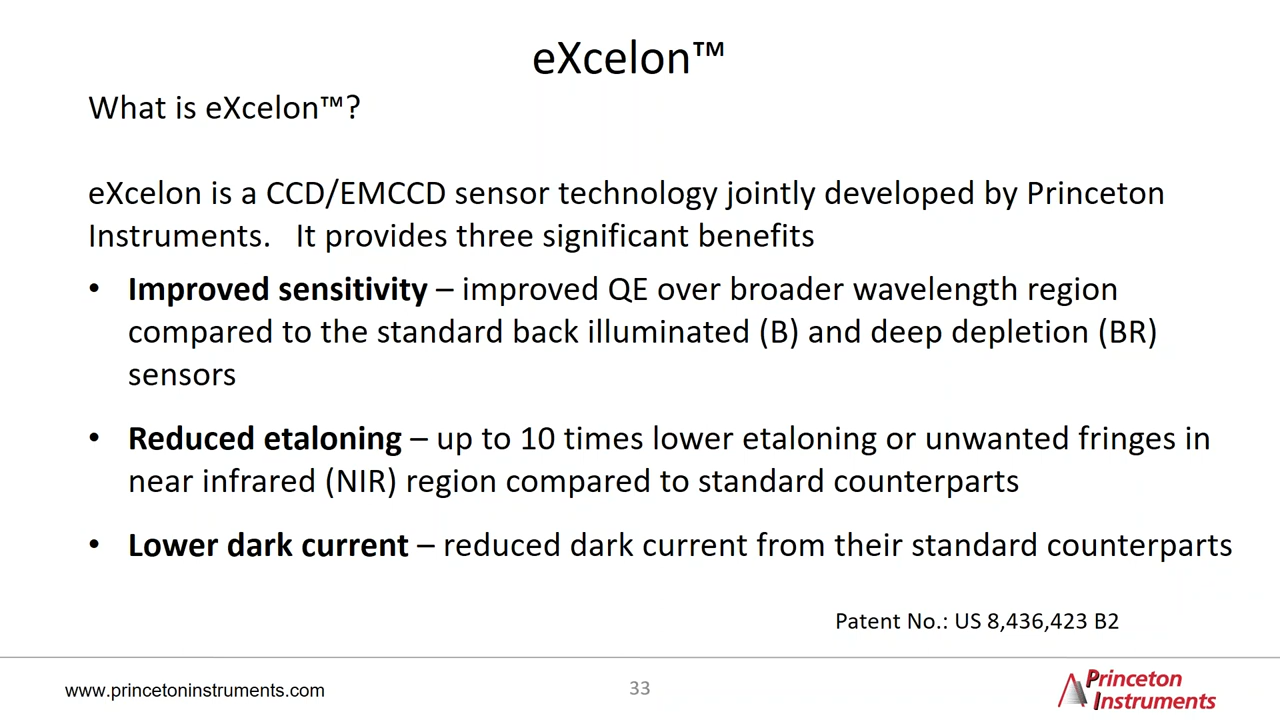 eXcelon™
What is eXcelon™?
eXcelon is a CCD/EMCCD sensor technology jointly developed by Princeton
Instruments.   It provides three significant benefits
• Improved sensitivity – improved QE over broader wavelength region
compared to the standard back illuminated (B) and deep depletion (BR)
sensors
• Reduced etaloning – up to 10 times lower etaloning or unwanted fringes in
near infrared (NIR) region compared to standard counterparts
• Lower dark current – reduced dark current from their standard counterparts
Patent No.: US 8,436,423 B2
www.princetoninstruments.com
33
Princeton
Instruments